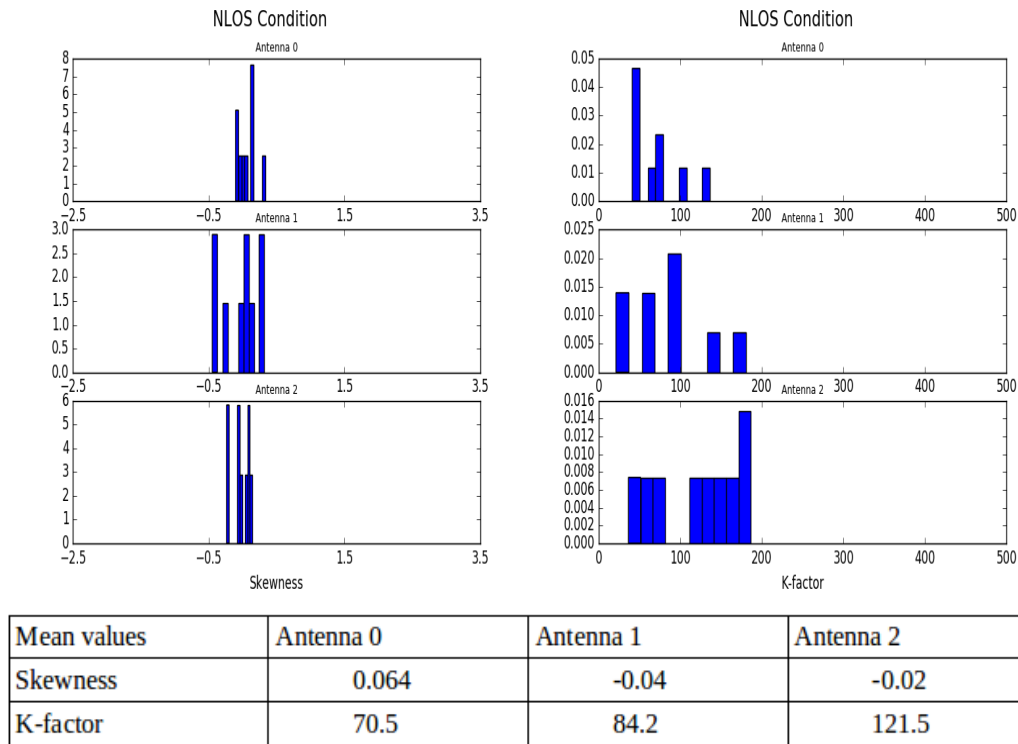 NLOS Condition
Antenna 0
8
7
6
5
4
3
2
1
0
−2.5 −0.5 1.5 3.5
Antenna 1
3.0
2.5
2.0
1.5
1.0
0.5
0.0
−2.5 −0.5 1.5 3.5
Antenna 2
6
5
4
3
2
1
0
−2.5 −0.5 1.5 3.5
Skewness
NLOS Condition
Antenna 0
0.05
0.04
0.03
0.02
0.01
0.00
0 100 200 300 400 500
Antenna 1
0.025
0.020
0.015
0.010
0.005
0.000
0 100 200 300 400 500
Antenna 2
0.016
0.014
0.012
0.010
0.008
0.006
0.004
0.002
0.000
0 100 200 300 400 500
K-factor
Mean values Antenna 0 Antenna 1 Antenna 2
Skewness 0.064 -0.04 -0.02
K-factor 70.5 84.2 121.5